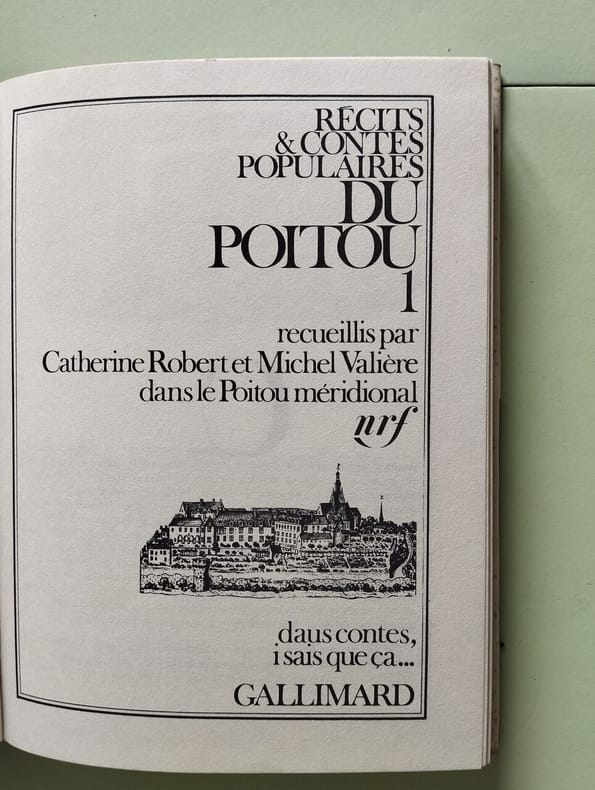 RÉCITS
& CONTES
POPULAIRES
DU
POITOU
1
recueillis par
Catherine Robert et Michel Valière
dans le Poitou méridional
nrf
daus contes,
i sais que ça...
GALLIMARD